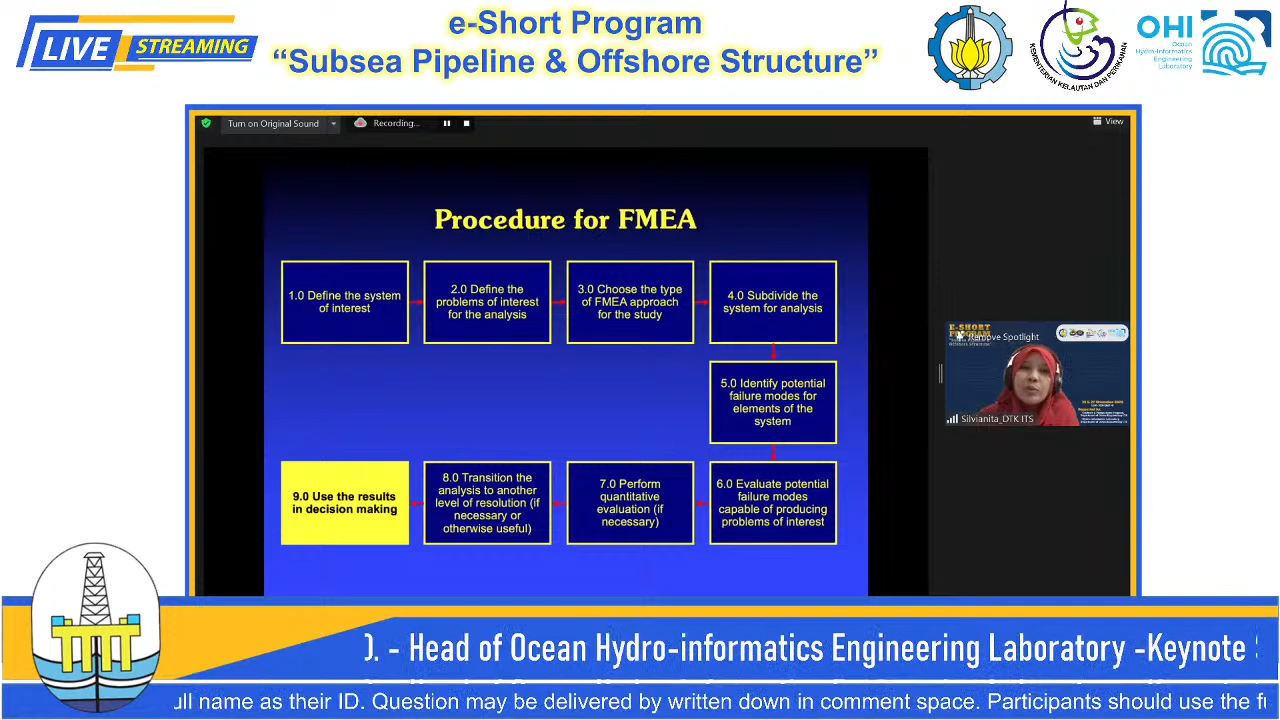 LIVE
STREAMING
e-Short Program
“Subsea Pipeline & Offshore Structure”
KEMENTERIAN KELAUTAN DAN PERIKANAN
OHI
Ocean
Hydro-Informatics
Engineering
Laboratory
Turn on Original Sound
Recording...
View
Procedure for FMEA
1.0 Define the system
of interest
2.0 Define the
problems of interest
for the analysis
3.0 Choose the type
of FMEA approach
for the study
4.0 Subdivide the
system for analysis
5.0 Identify potential
failure modes for
elements of the
system
6.0 Evaluate potential
failure modes
capable of producing
problems of interest
7.0 Perform
quantitative
evaluation (if
necessary)
8.0 Transition the
analysis to another
level of resolution (if
necessary or
otherwise useful)
9.0 Use the results
in decision making
E-SHORT
PROGRAM
Remove Spotlight
Silvianita_DTK ITS
. - Head of Ocean Hydro-informatics Engineering Laboratory -Keynote
ull name as their ID. Question may be delivered by written down in comment space. Participants should use the fu